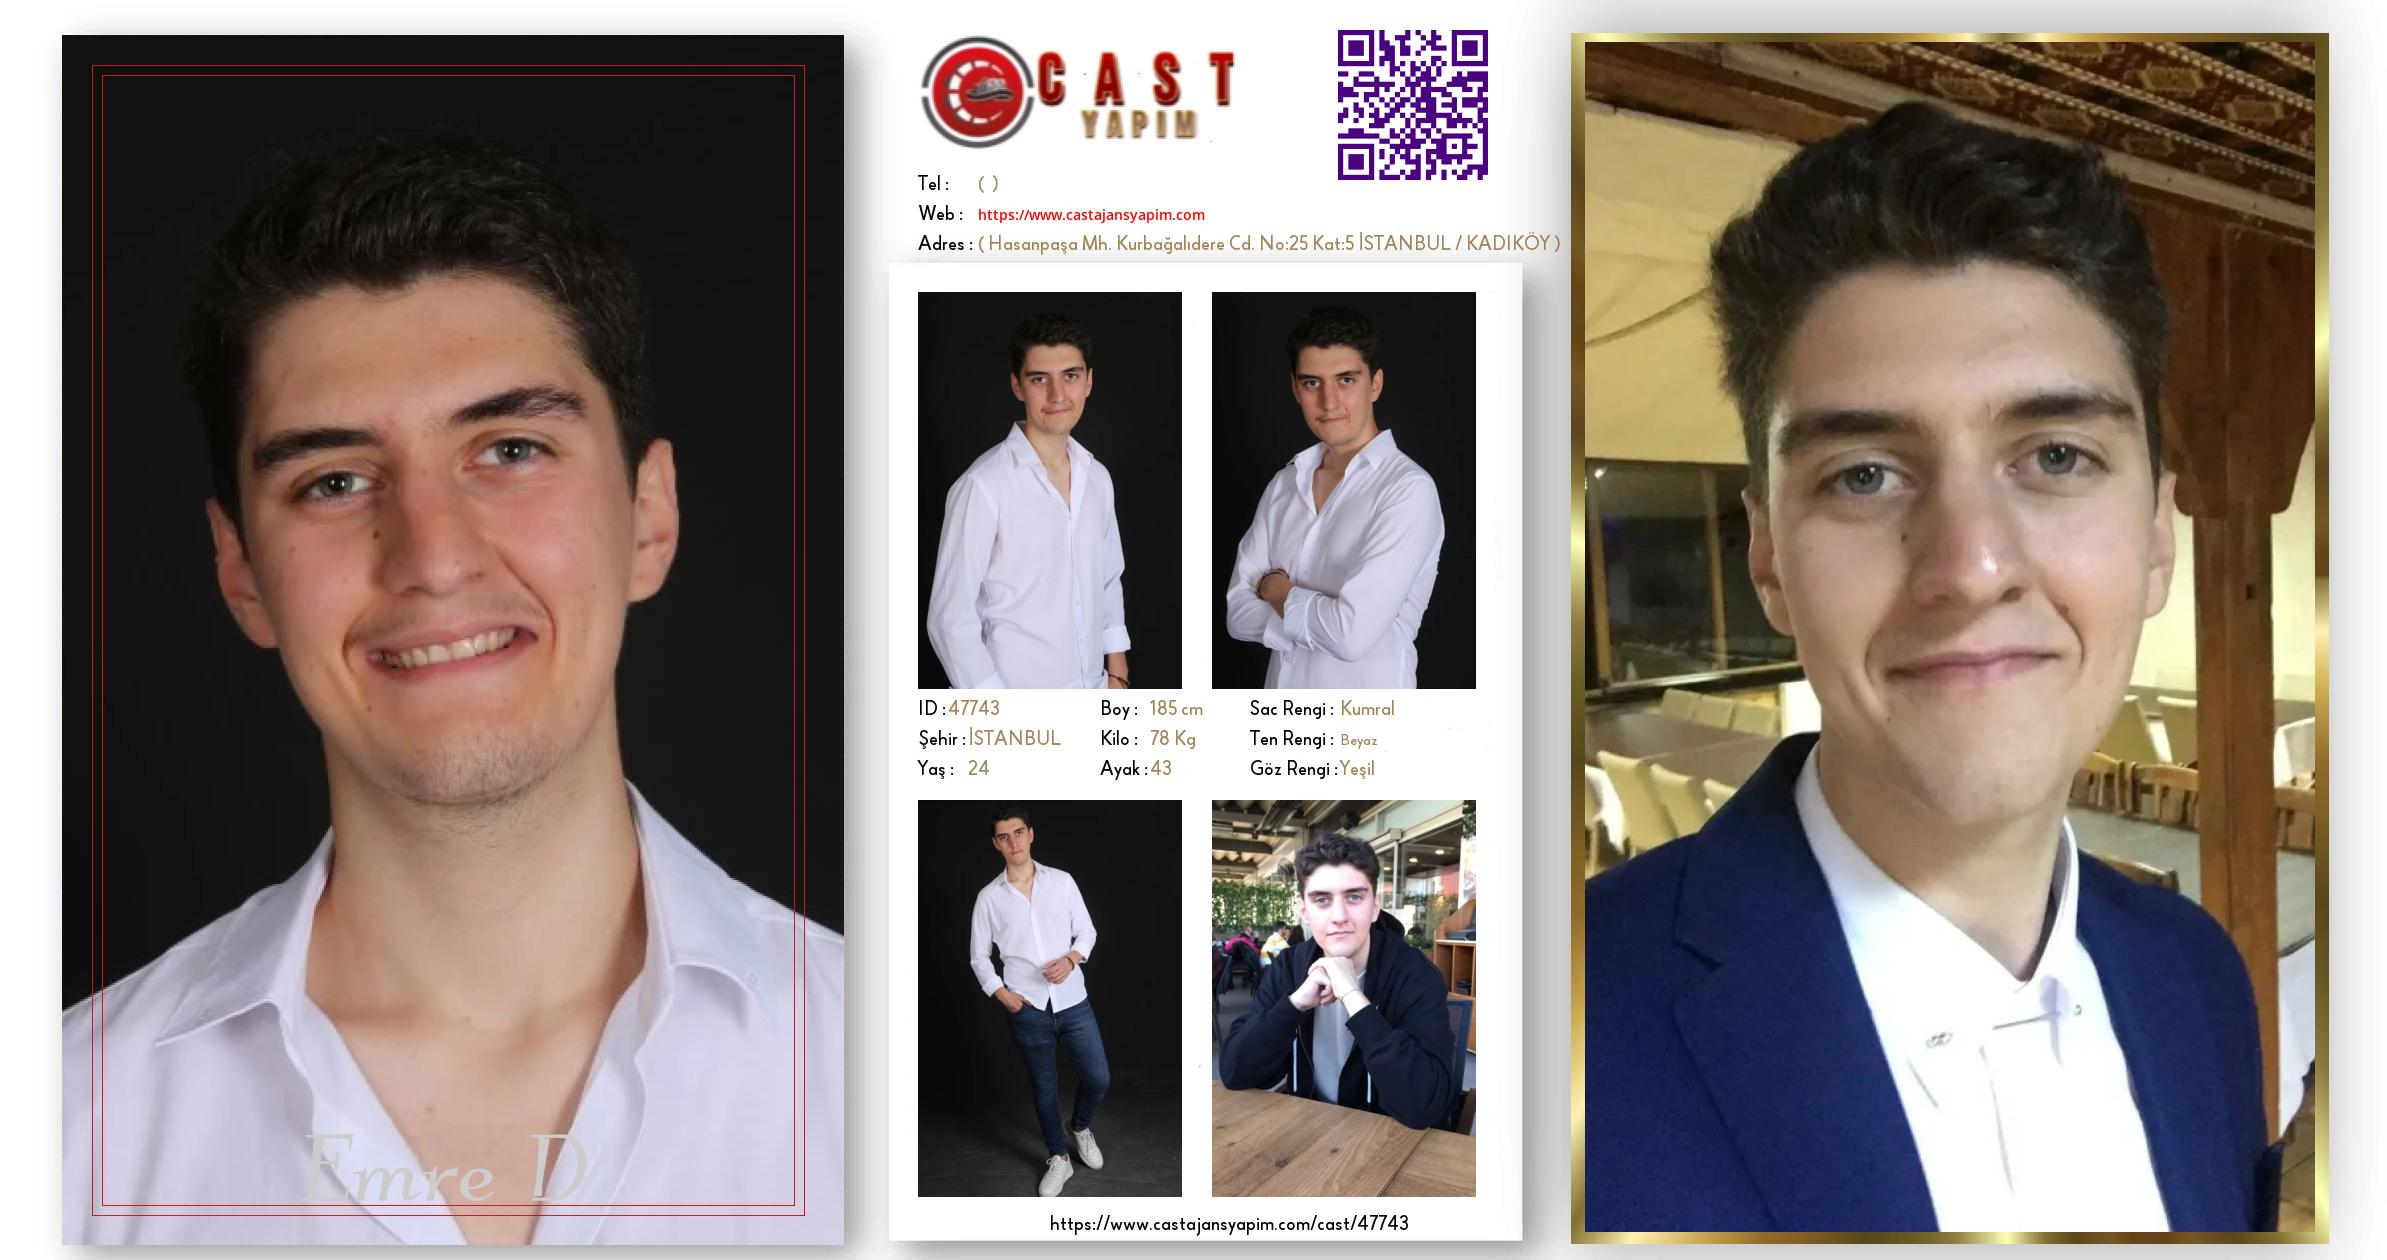 Emre D
CAST
YAPIM
Tel : ( )
Web : https://www.castajansyapim.com
Adres : ( Hasanpaşa Mh. Kurbağalıdere Cd. No:25 Kat:5 İSTANBUL / KADIKÖY )
ID : 47743 Boy : 185 cm Sac Rengi : Kumral
Şehir : İSTANBUL Kilo : 78 Kg Ten Rengi : Beyaz
Yaş : 24 Ayak : 43 Göz Rengi : Yeşil
https://www.castajansyapim.com/cast/47743